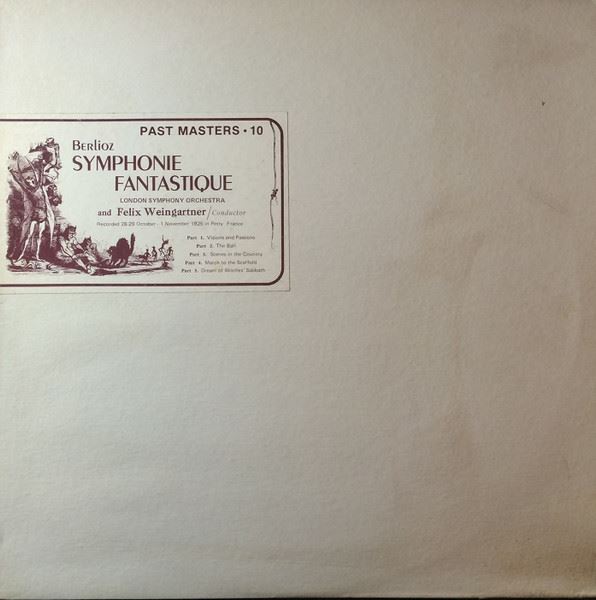 PAST MASTERS • 10
Berlioz
SYMPHONIE
FANTASTIQUE
LONDON SYMPHONY ORCHESTRA
and Felix Weingartner / Conductor
Recorded 28-29 October - 1 November 1925 in Petty France
Part 1. Visions and Passions
Part 2. The Ball
Part 3. Scenes in the Country
Part 4. March to the Scaffold
Part 5. Dream of Witches' Sabbath